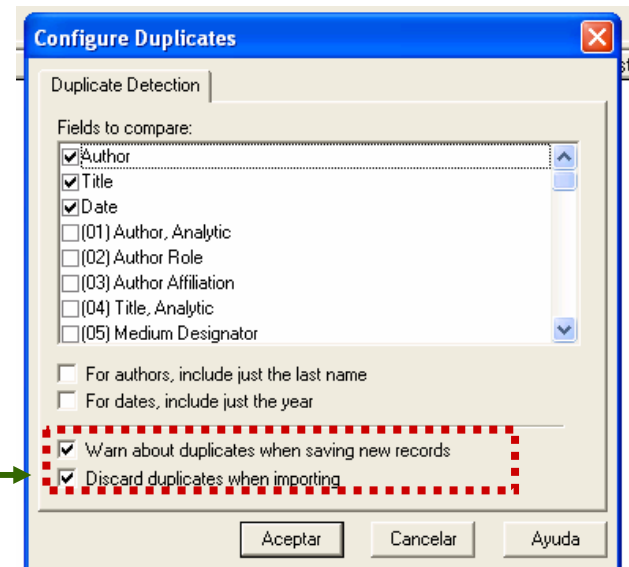 Configure Duplicates
Duplicate Detection
Fields to compare:
Author
Title
Date
(01) Author, Analytic
(02) Author Role
(03) Author Affiliation
(04) Title, Analytic
(05) Medium Designator
For authors, include just the last name
For dates, include just the year
Warn about duplicates when saving new records
Discard duplicates when importing
Aceptar Cancelar Ayuda